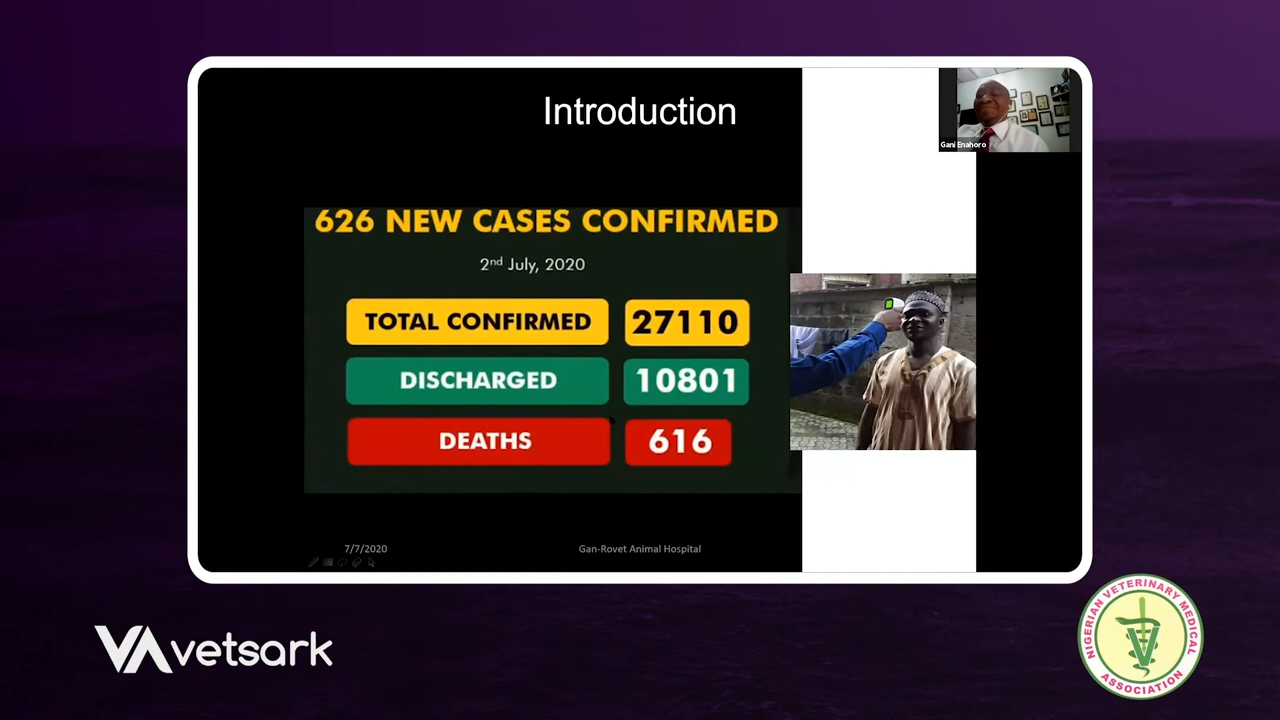 Introduction
Gani Enahoro
626 NEW CASES CONFIRMED
2nd July, 2020
TOTAL CONFIRMED 27110
DISCHARGED 10801
DEATHS 616
7/7/2020 Gan-Rovet Animal Hospital
VA vetsark
NIGERIAN VETERINARY MEDICAL
ASSOCIATION
V